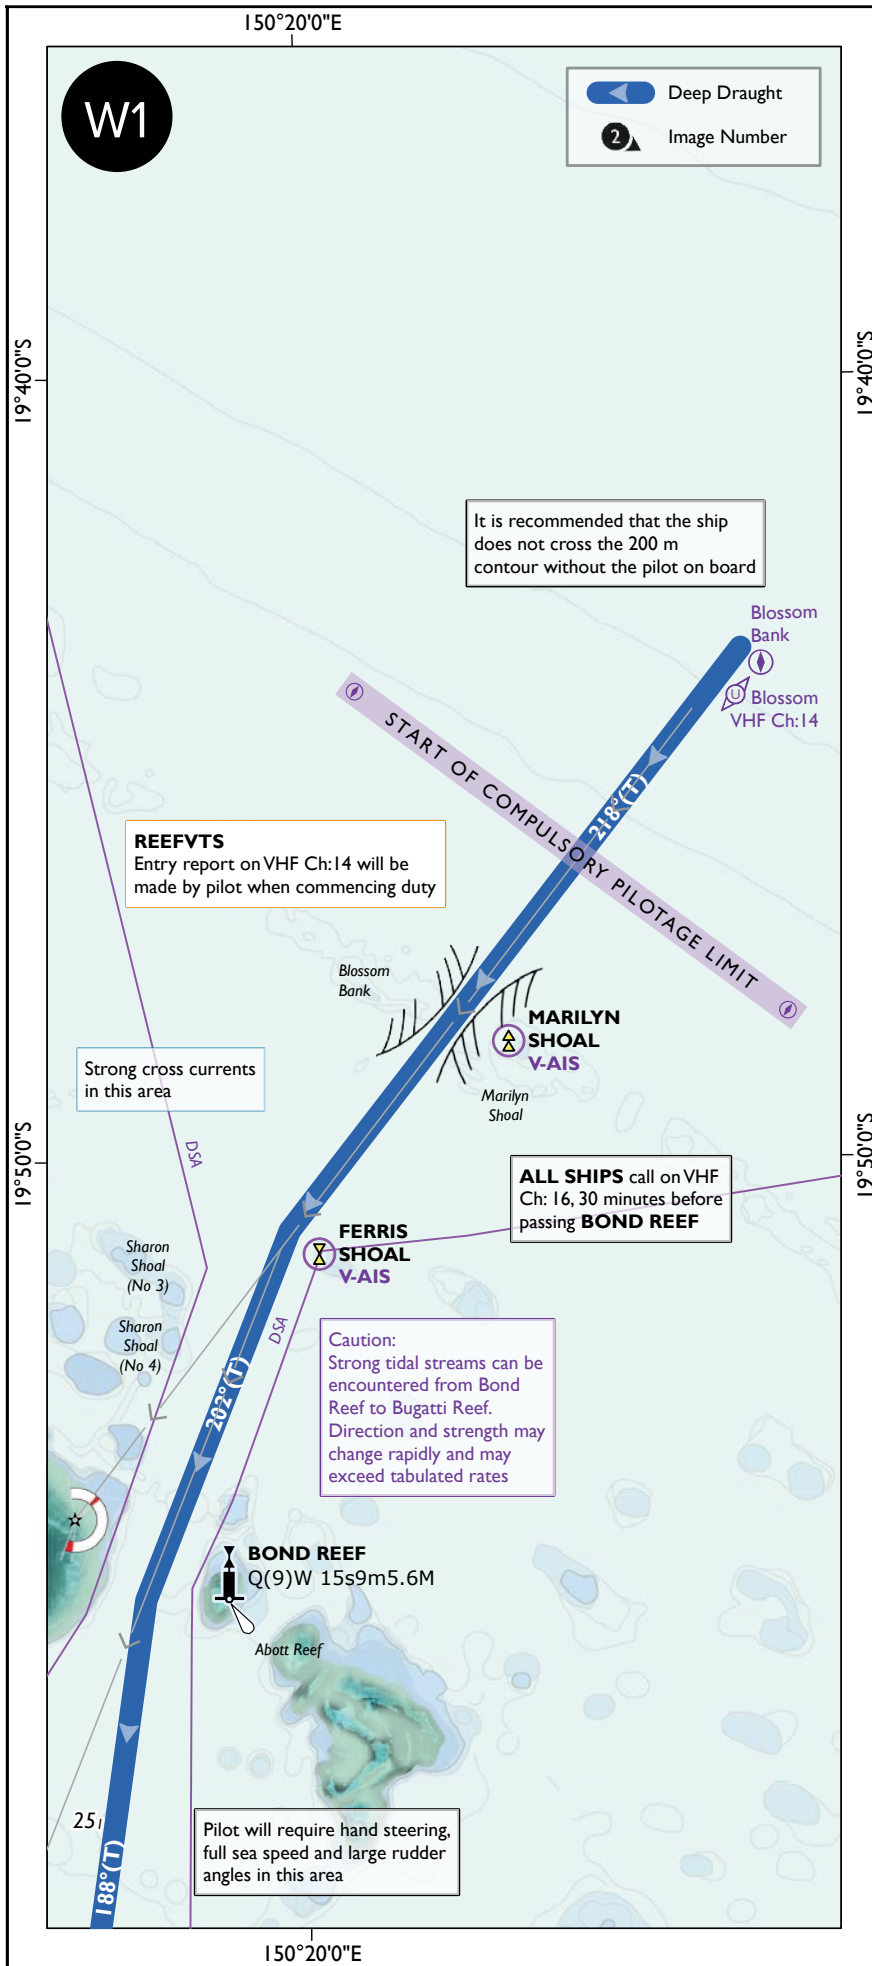 150°20'0"E
W1
Deep Draught
2
Image Number
19°40'0"S
19°40'0"S
It is recommended that the ship
does not cross the 200 m
contour without the pilot on board
Blossom
Bank
U
Blossom
VHF Ch:14
START OF COMPULSORY PILOTAGE LIMIT
218°(T)
REEFVTS
Entry report on VHF Ch:14 will be
made by pilot when commencing duty
Blossom
Bank
MARILYN
SHOAL
V-AIS
Strong cross currents
in this area
Marilyn
Shoal
DSA
19°50'0"S
19°50'0"S
ALL SHIPS call on VHF
Ch: 16, 30 minutes before
passing BOND REEF
FERRIS
SHOAL
V-AIS
Sharon
Shoal
(No 3)
Sharon
Shoal
(No 4)
DSA
Caution:
Strong tidal streams can be
encountered from Bond
Reef to Bugatti Reef.
Direction and strength may
change rapidly and may
exceed tabulated rates
202°(T)
BOND REEF
Q(9)W 15s9m5.6M
Abott Reef
25₁
Pilot will require hand steering,
full sea speed and large rudder
angles in this area
188°(T)
150°20'0"E